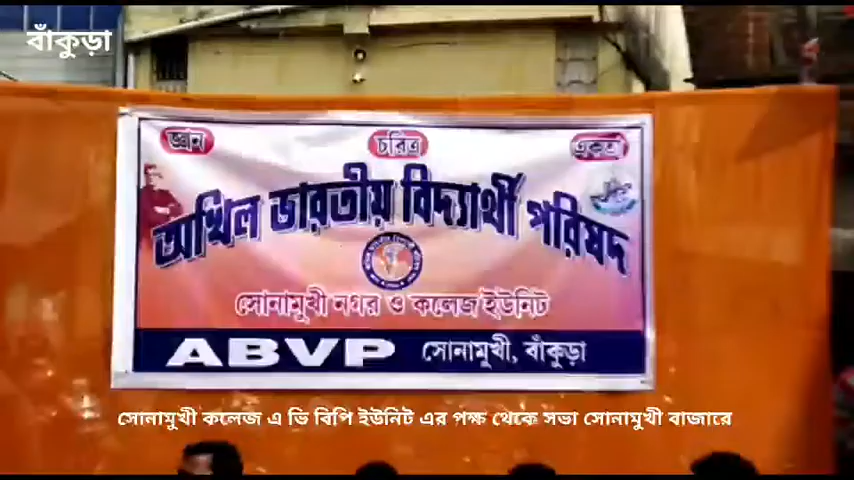 বাঁকুড়া
জ্ঞান চরিত্র একতা
অখিল ভারতীয় বিদ্যার্থী পরিষদ
সোনামুখী নগর ও কলেজ ইউনিট
ABVP সোনামুখী, বাঁকুড়া
সোনামুখী কলেজ এ ভি বিপি ইউনিট এর পক্ষ থেকে সভা সোনামুখী বাজারে